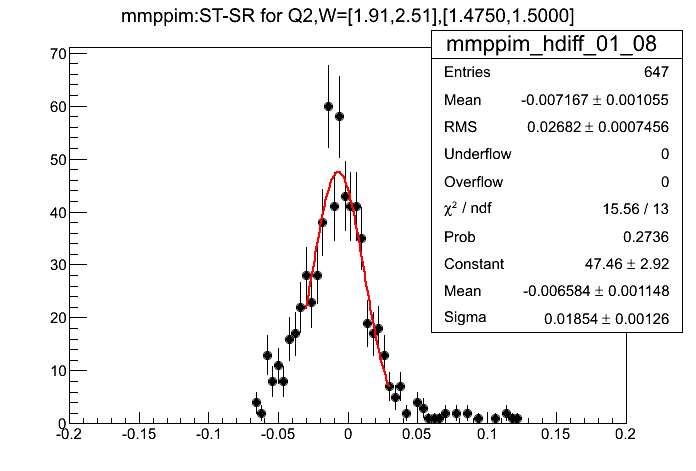 mmppim:ST-SR for Q2,W=[1.91,2.51],[1.4750,1.5000]
mmppim_hdiff_01_08
Entries 647
Mean -0.007167 ± 0.001055
RMS 0.02682 ± 0.0007456
Underflow 0
Overflow 0
χ² / ndf 15.56 / 13
Prob 0.2736
Constant 47.46 ± 2.92
Mean -0.006584 ± 0.001148
Sigma 0.01854 ± 0.00126
70
60
50
40
30
20
10
0
-0.2 -0.15 -0.1 -0.05 0 0.05 0.1 0.15 0.2